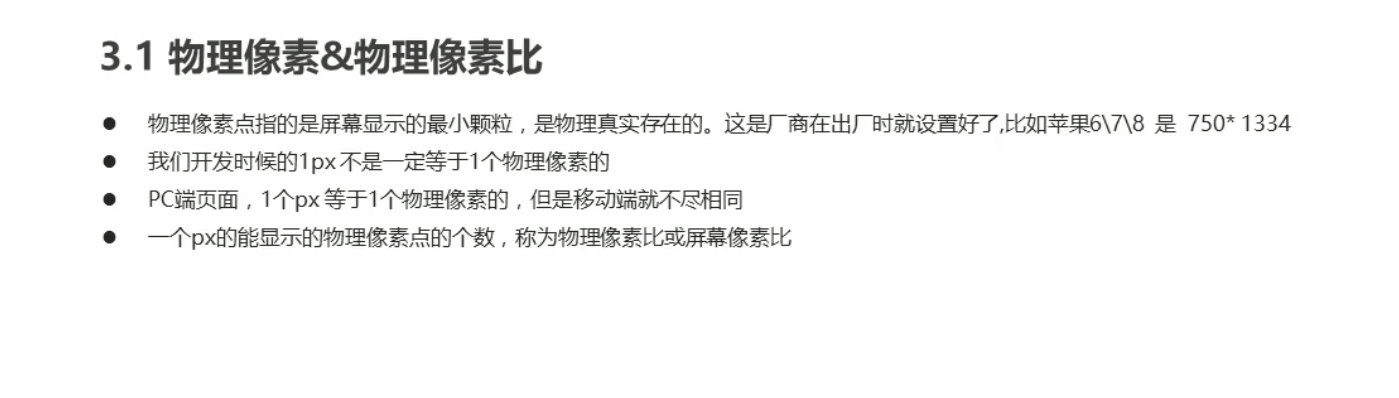 3.1 物理像素&物理像素比
● 物理像素点指的是屏幕显示的最小颗粒，是物理真实存在的。这是厂商在出厂时就设置好了,比如苹果6\7\8 是 750* 1334
● 我们开发时候的1px 不是一定等于1个物理像素的
● PC端页面，1个px 等于1个物理像素的，但是移动端就不尽相同
● 一个px的能显示的物理像素点的个数，称为物理像素比或屏幕像素比